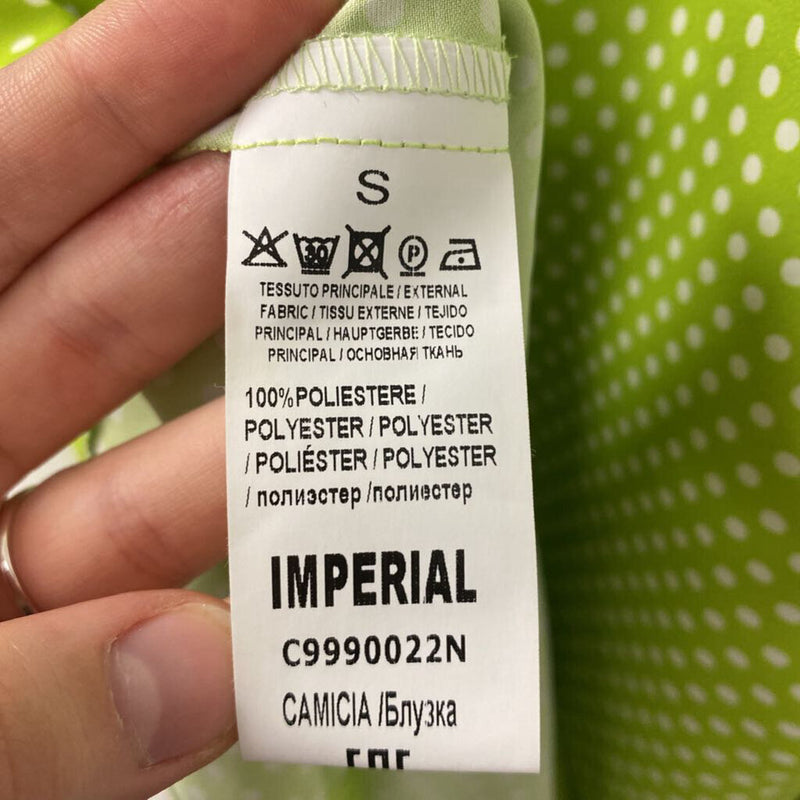 S
30 P
TESSUTO PRINCIPALE / EXTERNAL
FABRIC / TISSU EXTERNE / TEJIDO
PRINCIPAL / HAUPTGERBE / TECIDO
PRINCIPAL / ОСНОВНАЯ ТКАНЬ
100%POLIESTERE /
POLYESTER / POLYESTER
/ POLIÉSTER / POLYESTER
/ полиэстер /полиестер
IMPERIAL
C9990022N
CAMICIA /Блузка